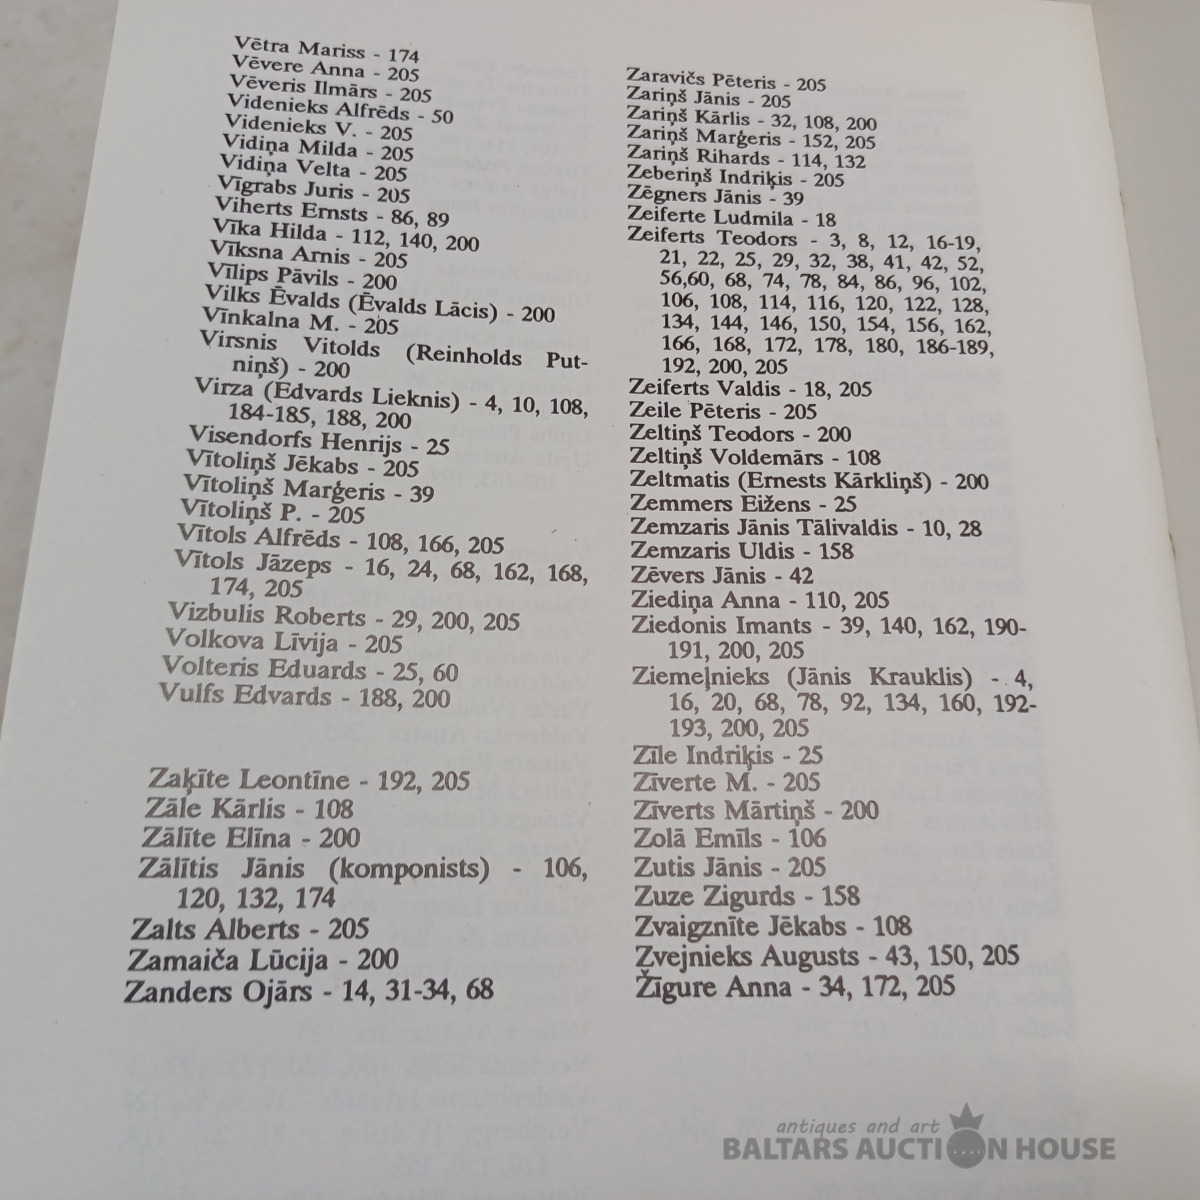 Vētra Mariss - 174
Vēvere Anna - 205
Vēveris Ilmārs - 205
Videnieks Alfrēds - 50
Videnieks V. - 205
Vidiņa Milda - 205
Vidiņa Velta - 205
Vīgrabs Juris - 205
Viherts Ernsts - 86, 89
Vīka Hilda - 112, 140, 200
Vīksna Arnis - 205
Vīlips Pāvils - 200
Vilks Ēvalds (Ēvalds Lācis) - 200
Vīnkalna M. - 205
Virsnis Vitolds (Reinholds Put-
niņš) - 200
Virza (Edvards Lieknis) - 4, 10, 108,
184-185, 188, 200
Visendorfs Henrijs - 25
Vītoliņš Jēkabs - 205
Vītoliņš Marģeris - 39
Vītoliņš P. - 205
Vītols Alfrēds - 108, 166, 205
Vītols Jāzeps - 16, 24, 68, 162, 168,
174, 205
Vizbulis Roberts - 29, 200, 205
Volkova Līvija - 205
Volteris Eduards - 25, 60
Vulfs Edvards - 188, 200
Zaķīte Leontīne - 192, 205
Zāle Kārlis - 108
Zālīte Elīna - 200
Zālītis Jānis (komponists) - 106,
120, 132, 174
Zalts Alberts - 205
Zamaiča Lūcija - 200
Zanders Ojārs - 14, 31-34, 68
Zaravičs Pēteris - 205
Zariņš Jānis - 205
Zariņš Kārlis - 32, 108, 200
Zariņš Marģeris - 152, 205
Zariņš Rihards - 114, 132
Zeberiņš Indriķis - 205
Zēgners Jānis - 39
Zeiferte Ludmila - 18
Zeiferts Teodors - 3, 8, 12, 16-19,
21, 22, 25, 29, 32, 38, 41, 42, 52,
56,60, 68, 74, 78, 84, 86, 96, 102,
106, 108, 114, 116, 120, 122, 128,
134, 144, 146, 150, 154, 156, 162,
166, 168, 172, 178, 180, 186-189,
192, 200, 205
Zeiferts Valdis - 18, 205
Zeile Pēteris - 205
Zeltiņš Teodors - 200
Zeltiņš Voldemārs - 108
Zeltmatis (Ernests Kārkliņš) - 200
Zemmers Eižens - 25
Zemzaris Jānis Tālivaldis - 10, 28
Zemzaris Uldis - 158
Zēvers Jānis - 42
Ziediņa Anna - 110, 205
Ziedonis Imants - 39, 140, 162, 190-
191, 200, 205
Ziemeļnieks (Jānis Krauklis) - 4,
16, 20, 68, 78, 92, 134, 160, 192-
193, 200, 205
Zīle Indriķis - 25
Zīverte M. - 205
Zīverts Mārtiņš - 200
Zolā Emīls - 106
Zutis Jānis - 205
Zuze Zigurds - 158
Zvaigznīte Jēkabs - 108
Zvejnieks Augusts - 43, 150, 205
Žīgure Anna - 34, 172, 205
antiques and art
BALTARS AUCTION HOUSE